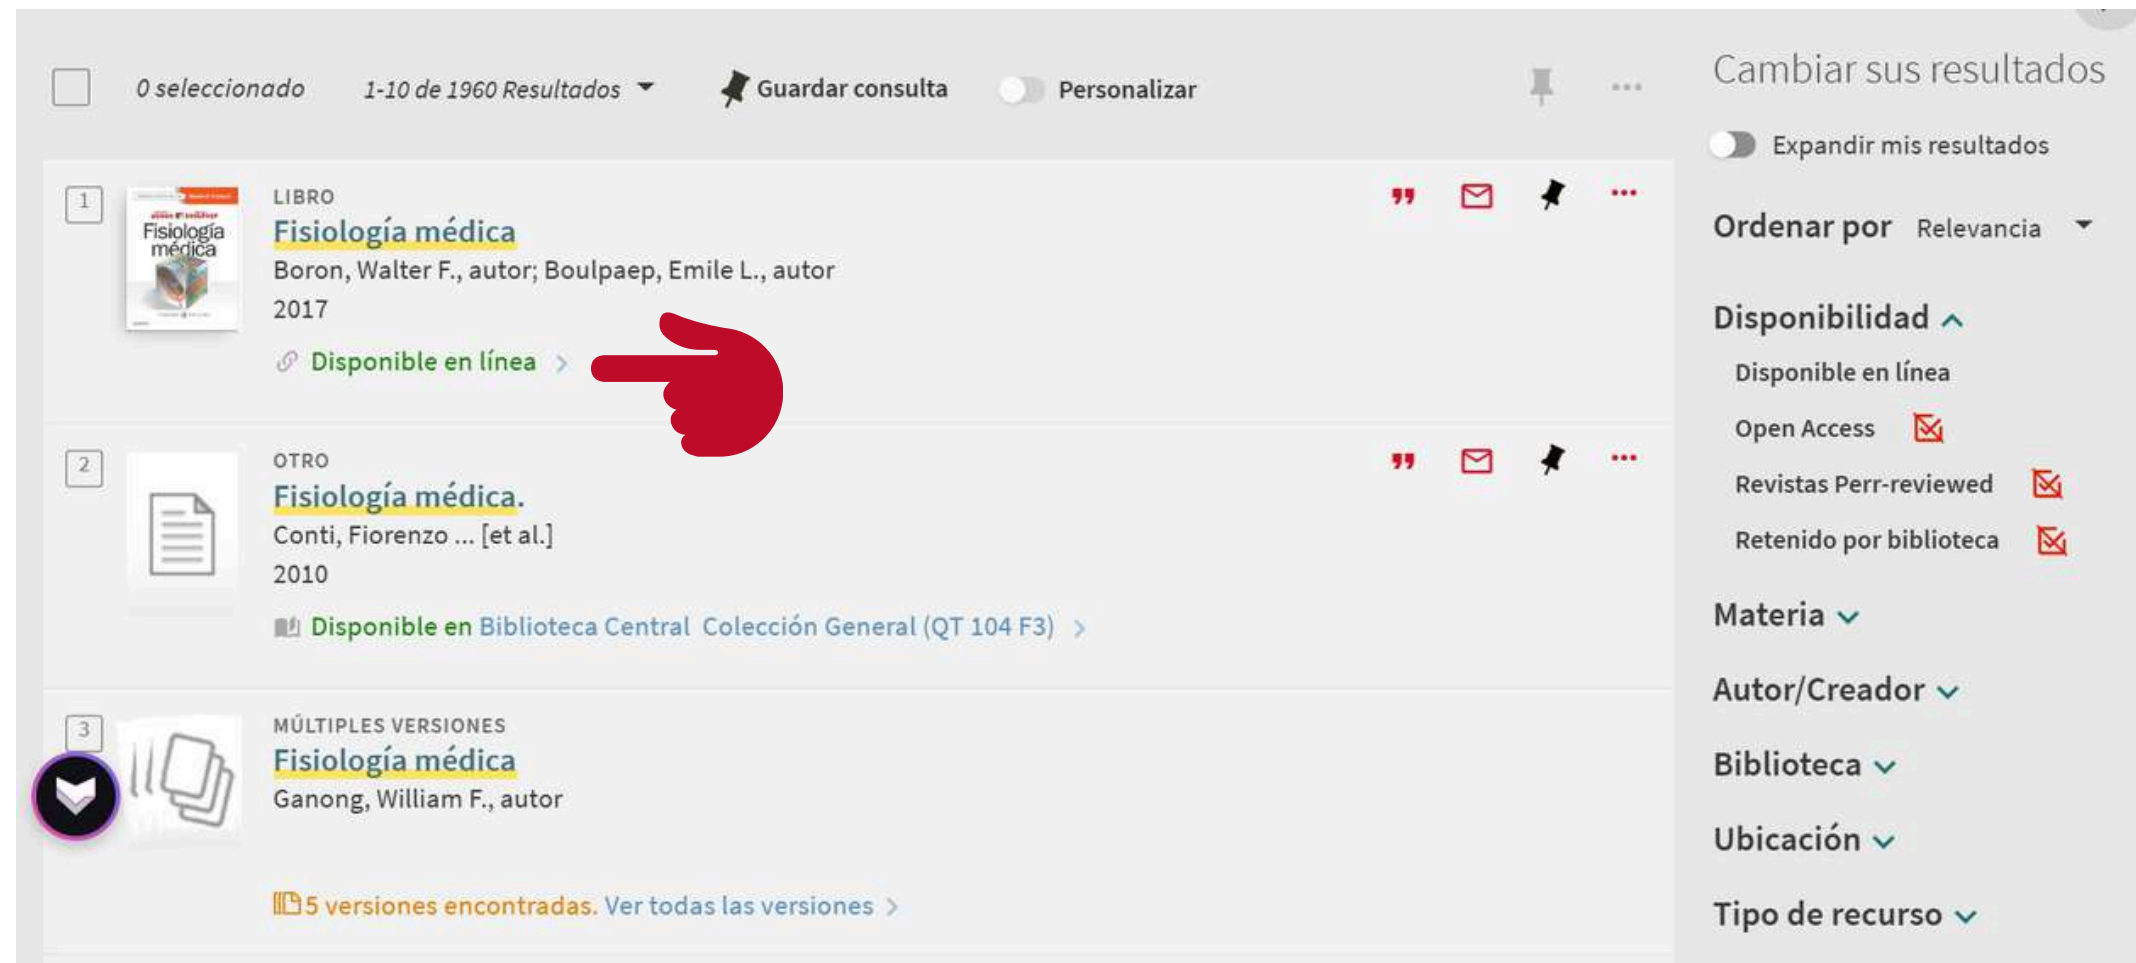 0 seleccionado
1-10 de 1960 Resultados
Guardar consulta
Personalizar
1
Fisiología
médica
LIBRO
Fisiología médica
Boron, Walter F., autor; Boulpaep, Emile L., autor
2017
Disponible en línea
2
OTRO
Fisiología médica.
Conti, Fiorenzo ... [et al.]
2010
Disponible en Biblioteca Central Colección General (QT 104 F3)
3
MÚLTIPLES VERSIONES
Fisiología médica
Ganong, William F., autor
5 versiones encontradas. Ver todas las versiones
Cambiar sus resultados
Expandir mis resultados
Ordenar por Relevancia
Disponibilidad
Disponible en línea
Open Access
Revistas Perr-reviewed
Retenido por biblioteca
Materia
Autor/Creador
Biblioteca
Ubicación
Tipo de recurso